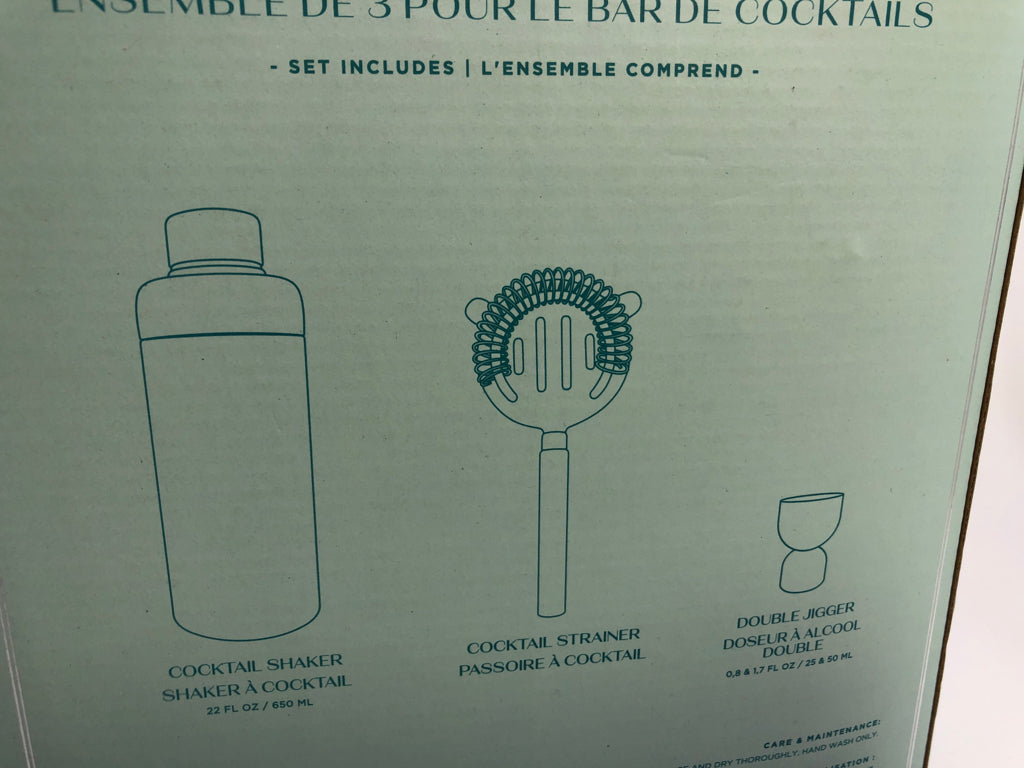 ENSEMBLE DE 3 POUR LE BAR DE COCKTAILS
- SET INCLUDES | L'ENSEMBLE COMPREND -
COCKTAIL SHAKER
SHAKER À COCKTAIL
22 FL OZ / 650 ML
COCKTAIL STRAINER
PASSOIRE À COCKTAIL
DOUBLE JIGGER
DOSEUR À ALCOOL
DOUBLE
0,8 & 1,7 FL OZ / 25 & 50 ML
CARE & MAINTENANCE:
AND DRY THOROUGHLY, HAND WASH ONLY.